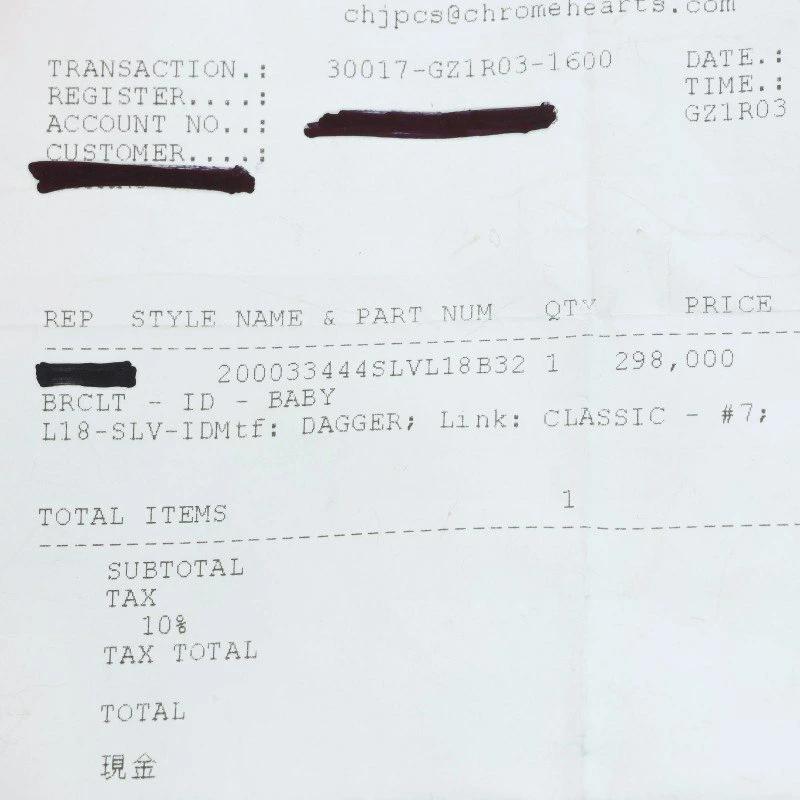 chjpcs@chromehearts.com
TRANSACTION.: 30017-GZ1R03-1600 DATE.:
REGISTER....: TIME.:
ACCOUNT NO..: GZ1R03
CUSTOMER....:
REP STYLE NAME & PART NUM QTY PRICE
200033444SLVL18B32 1 298,000
BRCLT - ID - BABY
L18-SLV-IDMtf: DAGGER; Link: CLASSIC - #7;
TOTAL ITEMS 1
SUBTOTAL
TAX
10%
TAX TOTAL
TOTAL
現金